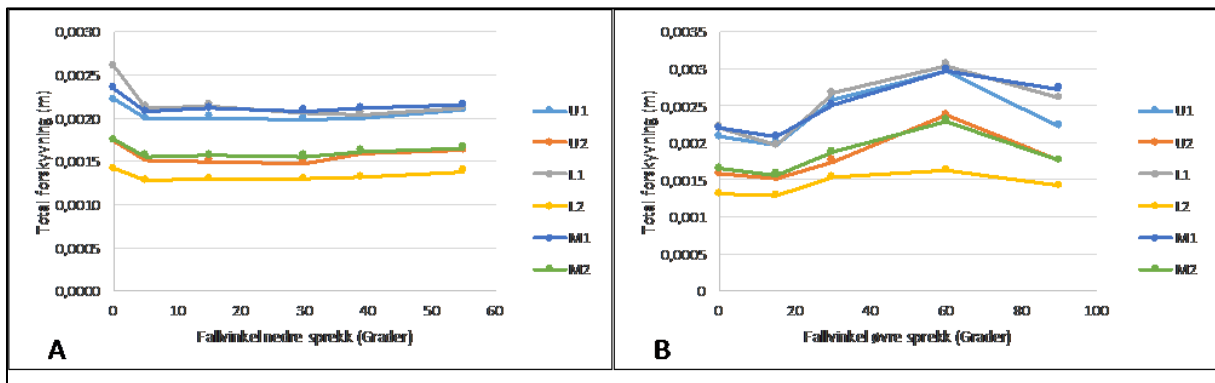 Total forskyvning (m)
0,0030
0,0025
0,0020
0,0015
0,0010
0,0005
0,0000
0 10 20 30 40 50 60
Fallvinkel nedre sprekk (Grader)
A
U1
U2
L1
L2
M1
M2
Total forskyvning (m)
0,0035
0,003
0,0025
0,002
0,0015
0,001
0,0005
0
0 20 40 60 80 100
Fallvinkel øvre sprekk (Grader)
B
U1
U2
L1
L2
M1
M2